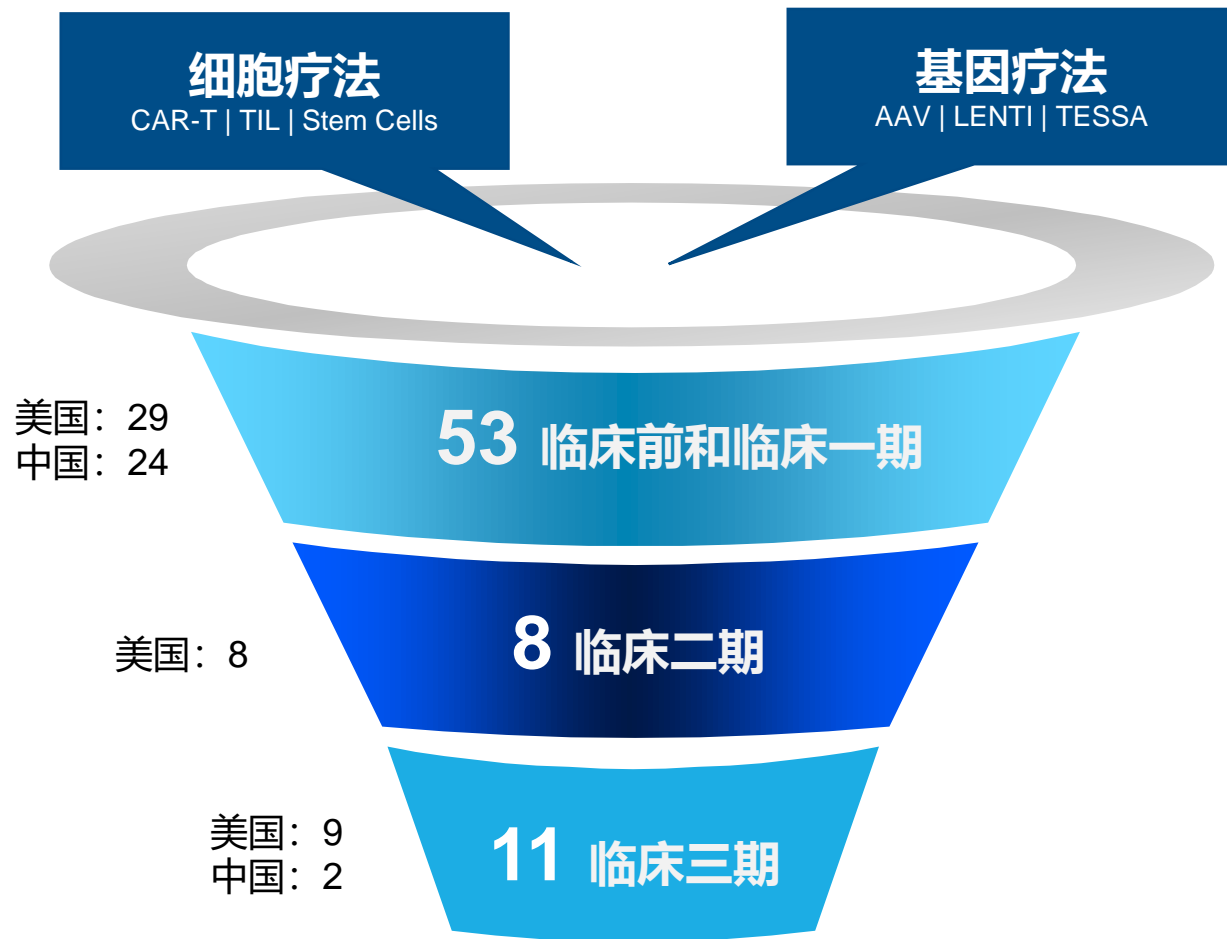 细胞疗法
CAR-T | TIL | Stem Cells
基因疗法
AAV | LENTI | TESSA
美国：29
中国：24
53 临床前和临床一期
美国：8
8 临床二期
美国：9
中国：2
11 临床三期